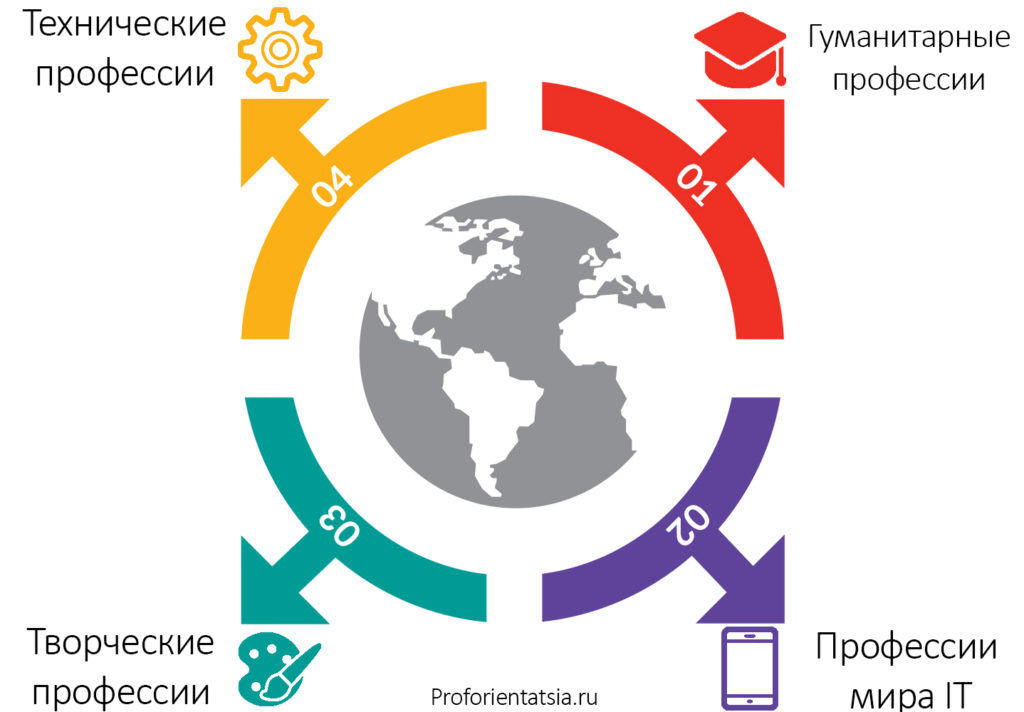 Технические
профессии
Гуманитарные
профессии
04
01
03
02
Творческие
профессии
Proforientatsia.ru
Профессии
мира IT